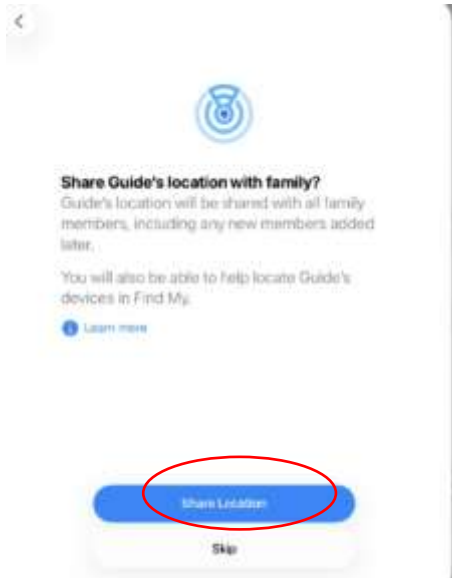 Share Guide's location with family?
Guide's location will be shared with all family
members, including any new members added
later.
You will also be able to help locate Guide's
devices in Find My.
Learn more
Share Location
Skip